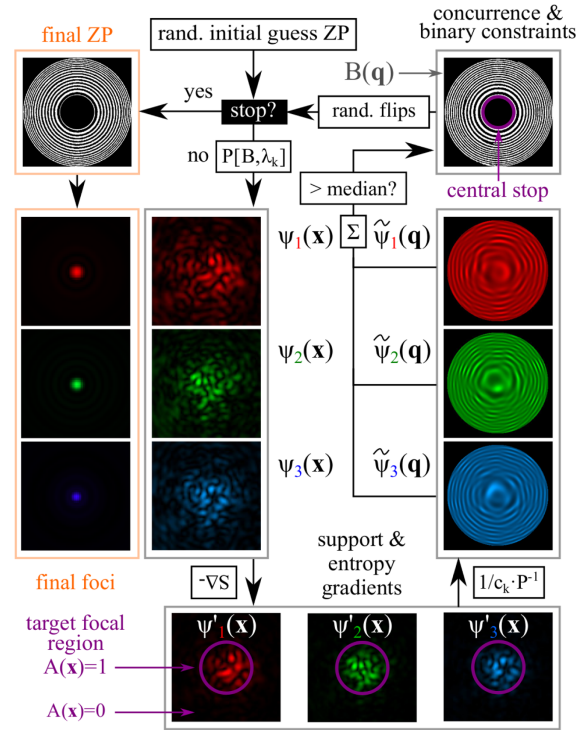 final ZP
rand. initial guess ZP
concurrence &
binary constraints
B(q)
yes
stop?
rand. flips
no
P[B,λₖ]
> median?
central stop
Σ
ψ₁(x)
ψ̃₁(q)
ψ₂(x)
ψ̃₂(q)
ψ₃(x)
ψ̃₃(q)
final foci
-∇S
support &
entropy
gradients
1/cₖ·P⁻¹
target focal
region
A(x)=1
A(x)=0
ψ'₁(x)
ψ'₂(x)
ψ'₃(x)